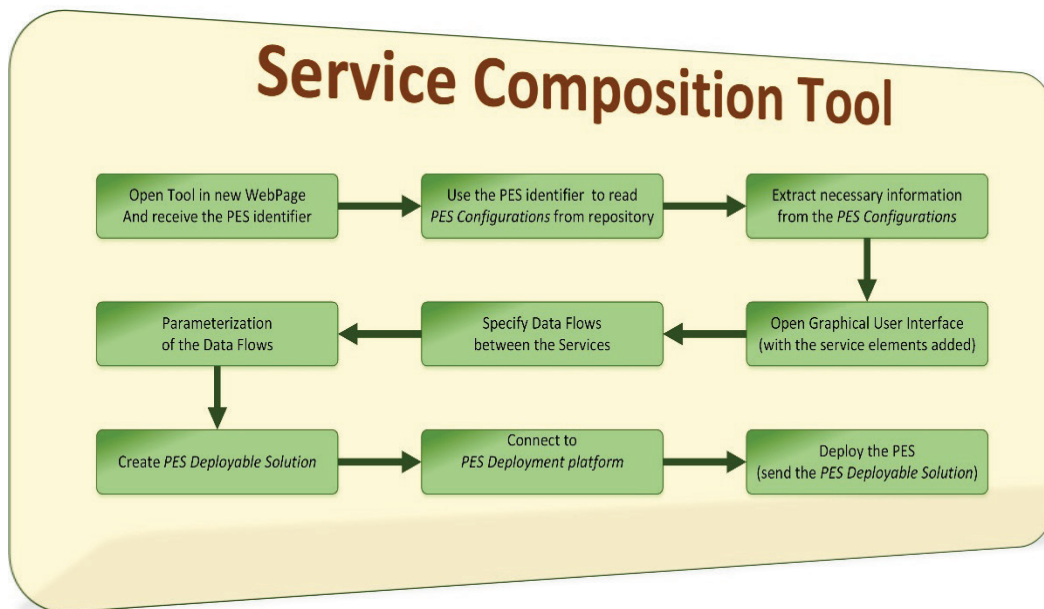 Service Composition Tool
Open Tool in new WebPage
And receive the PES identifier
Use the PES identifier to read
PES Configurations from repository
Extract necessary information
from the PES Configurations
Open Graphical User Interface
(with the service elements added)
Specify Data Flows
between the Services
Parameterization
of the Data Flows
Create PES Deployable Solution
Connect to
PES Deployment platform
Deploy the PES
(send the PES Deployable Solution)